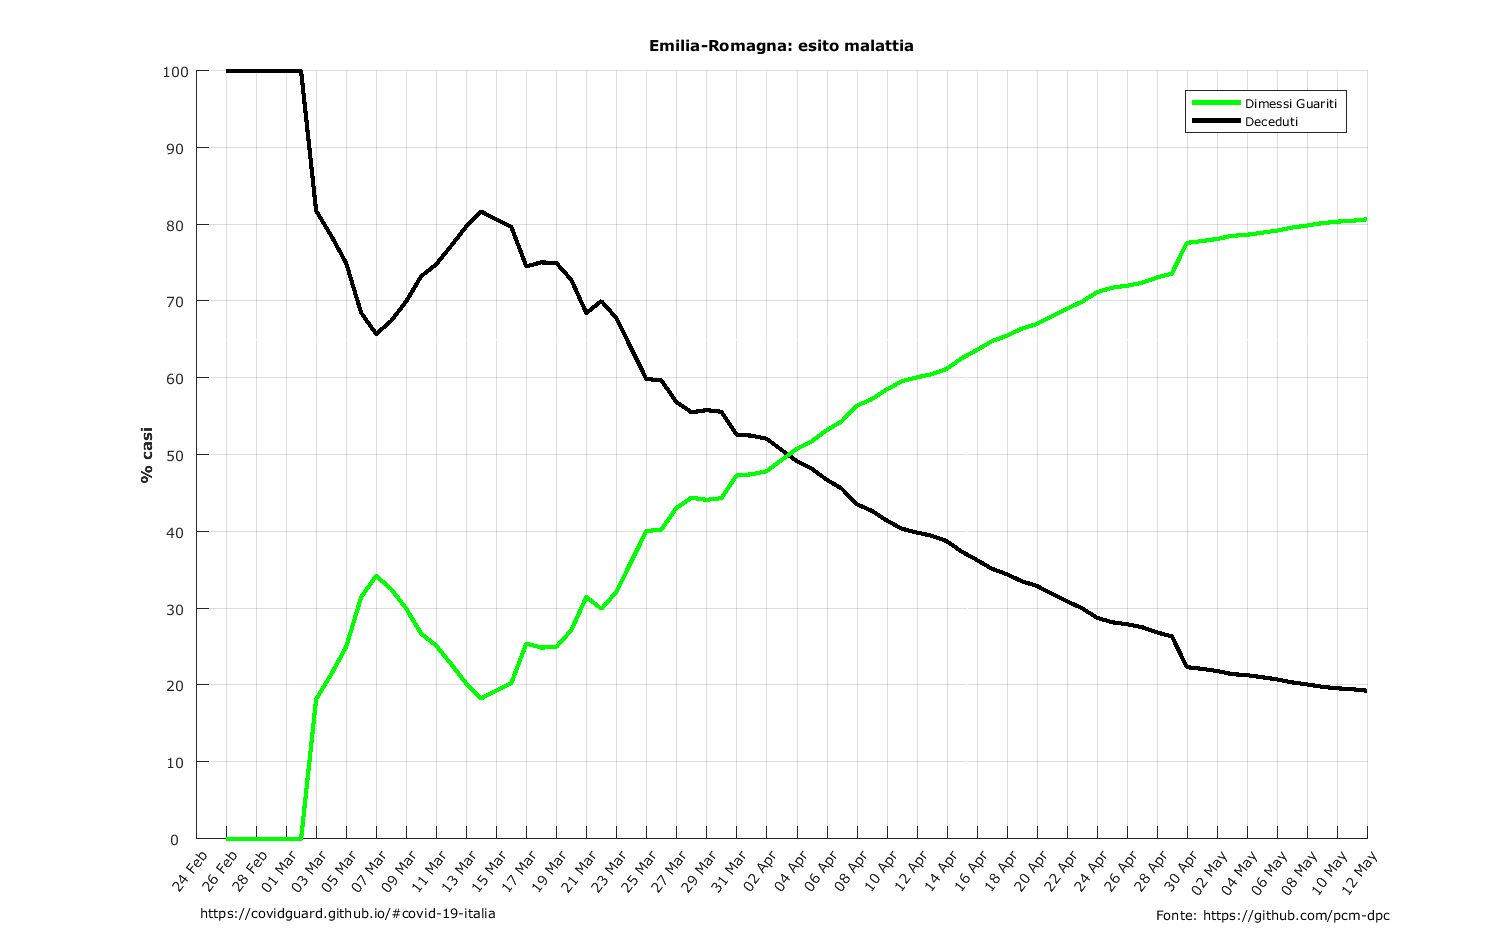 Emilia-Romagna: esito malattia
100
90
80
70
60
50
40
30
20
10
0
% casi
Dimessi Guariti
Deceduti
24 Feb
26 Feb
28 Feb
01 Mar
03 Mar
05 Mar
07 Mar
09 Mar
11 Mar
13 Mar
15 Mar
17 Mar
19 Mar
21 Mar
23 Mar
25 Mar
27 Mar
29 Mar
31 Mar
02 Apr
04 Apr
06 Apr
08 Apr
10 Apr
12 Apr
14 Apr
16 Apr
18 Apr
20 Apr
22 Apr
24 Apr
26 Apr
28 Apr
30 Apr
02 May
04 May
06 May
08 May
10 May
12 May
https://covidguard.github.io/#covid-19-italia
Fonte: https://github.com/pcm-dpc